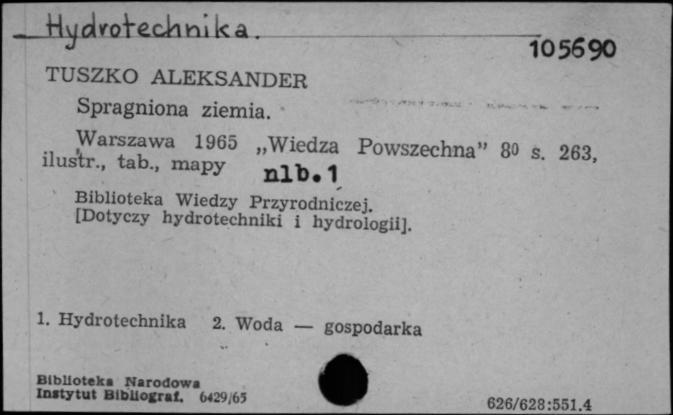 Hydrotechnika.
105690
TUSZKO ALEKSANDER
Spragniona ziemia.
Warszawa 1965 „Wiedza Powszechna” 8⁰ s. 263,
ilustr., tab., mapy nlb.1
Biblioteka Wiedzy Przyrodniczej.
[Dotyczy hydrotechniki i hydrologii].
1. Hydrotechnika 2. Woda — gospodarka
Biblioteka Narodowa
Instytut Bibliograf. 6429/65
626/628:551.4